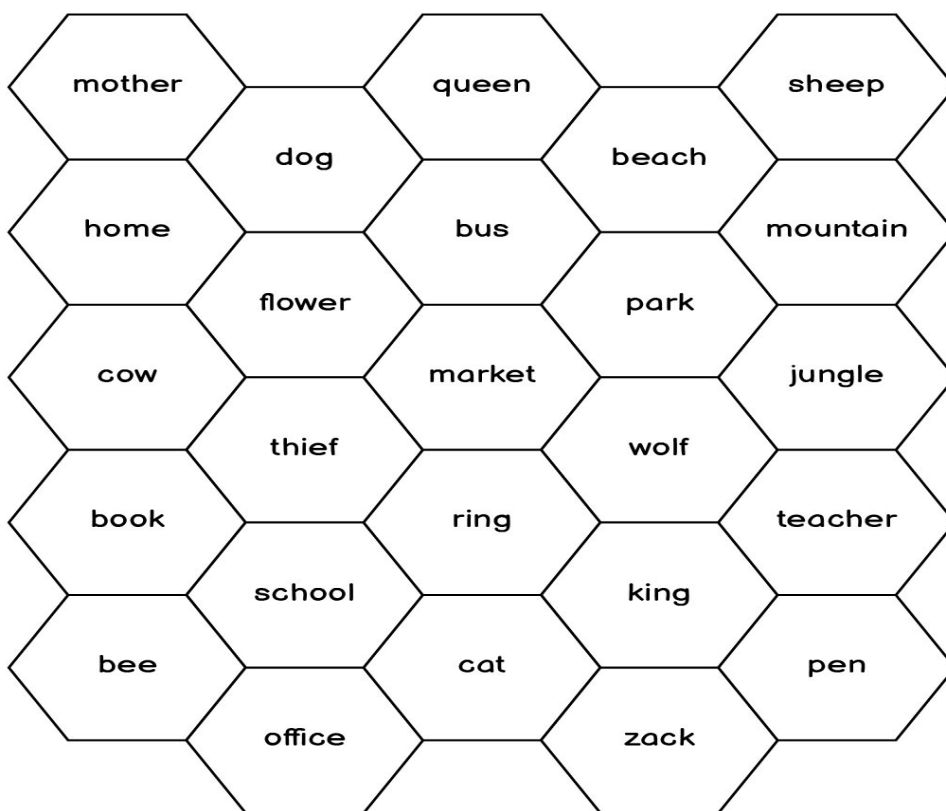 mother
queen
sheep
dog
beach
home
bus
mountain
flower
park
cow
market
jungle
thief
wolf
book
ring
teacher
school
king
bee
cat
pen
office
zack